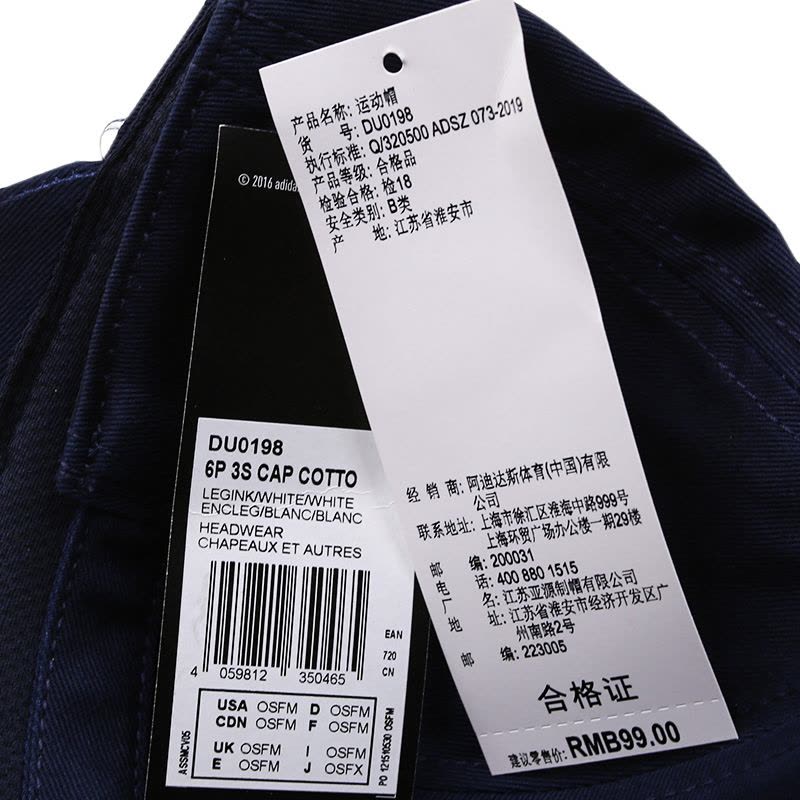 产品名称: 运动帽
货 号: DU0198
执行标准: Q/320500 ADSZ 073-2019
产品等级: 合格品
检验合格: 检18
安全类别: B类
产 地: 江苏省淮安市
经 销 商: 阿迪达斯体育(中国)有限
公司
联系地址: 上海市徐汇区淮海中路999号
上海环贸广场办公楼一期29楼
邮 编: 200031
电 话: 400 880 1515
厂 名: 江苏亚源制帽有限公司
地 址: 江苏省淮安市经济开发区广
州南路2号
邮 编: 223005
合格证
建议零售价: RMB99.00
© 2016 adida
DU0198
6P 3S CAP COTTO
LEGINK/WHITE/WHITE
ENCLEG/BLANC/BLANC
HEADWEAR
CHAPEAUX ET AUTRES
EAN
720
CN
4 059812 350465
USA OSFM D OSFM
CDN OSFM F OSFM
UK OSFM I OSFM
E OSFM J OSFX
ASSMCV05
PO 121510530 OSFM